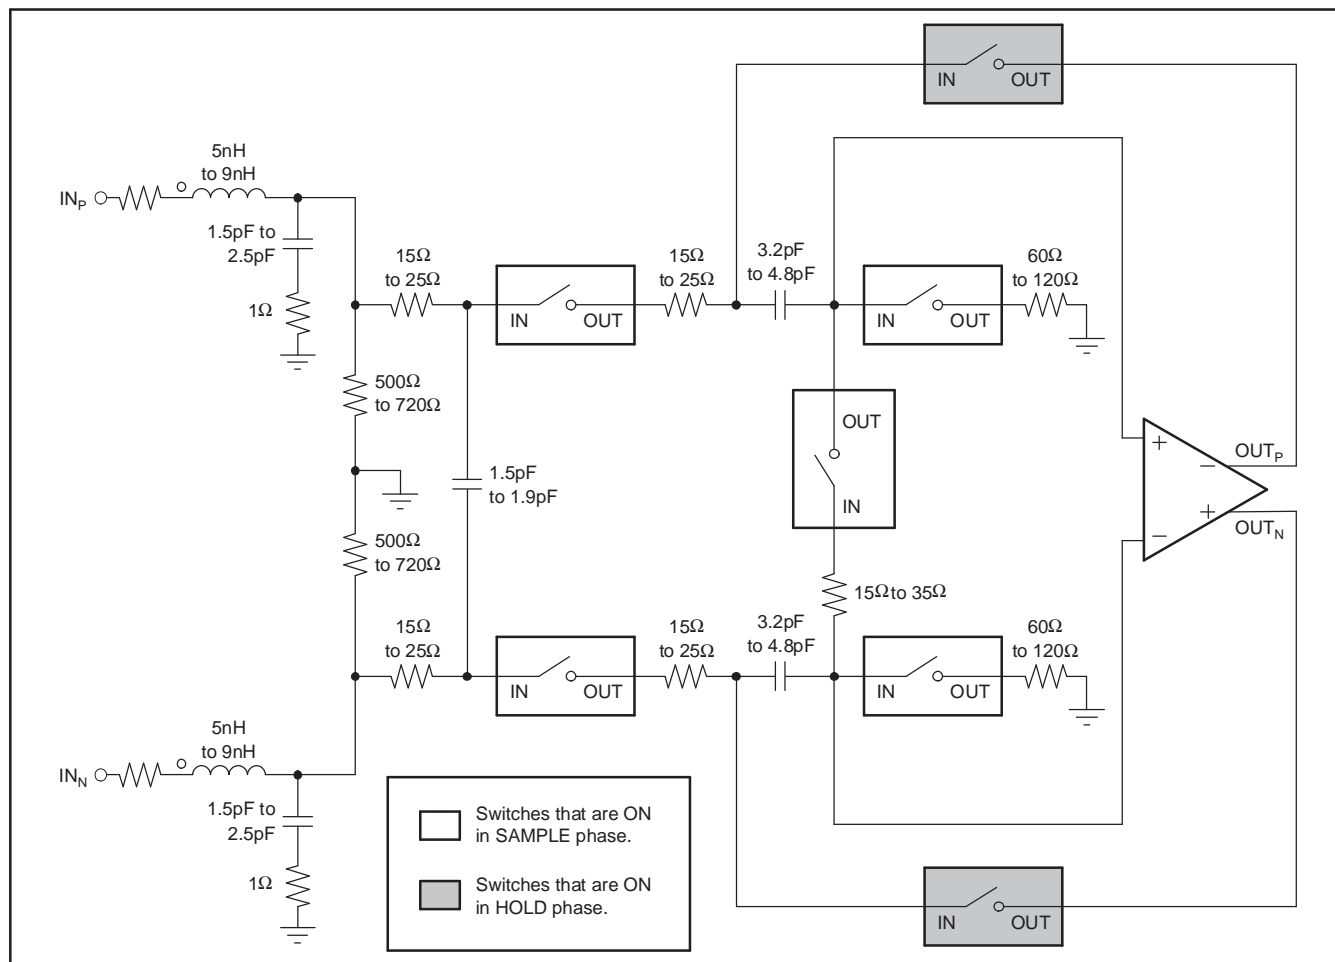 IN OUT
5nH
to 9nH
IN_P
1.5pF to
2.5pF
1Ω
15Ω
to 25Ω
IN OUT
15Ω
to 25Ω
3.2pF
to 4.8pF
IN OUT
60Ω
to 120Ω
500Ω
to 720Ω
OUT
IN
1.5pF
to 1.9pF
+
−
OUT_P
+
OUT_N
−
500Ω
to 720Ω
15Ω to 35Ω
15Ω
to 25Ω
IN OUT
15Ω
to 25Ω
3.2pF
to 4.8pF
IN OUT
60Ω
to 120Ω
5nH
to 9nH
IN_N
1.5pF to
2.5pF
1Ω
Switches that are ON
in SAMPLE phase.
Switches that are ON
in HOLD phase.
IN OUT